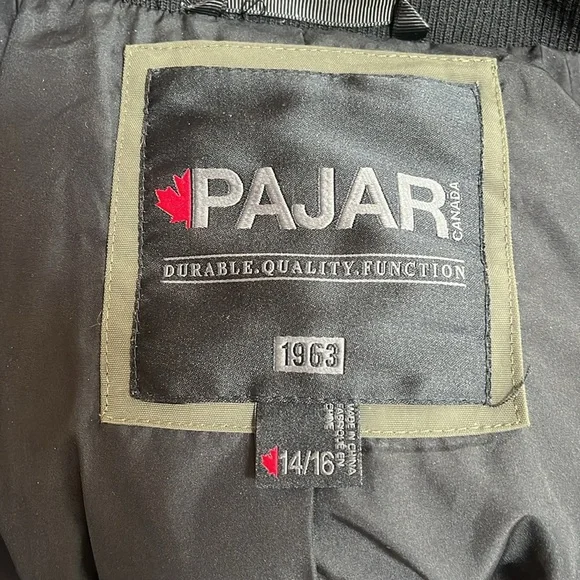 PAJAR
CANADA
DURABLE.QUALITY.FUNCTION
1963
14/16
MADE IN CHINA
FABRIQUÉ EN
CHINE